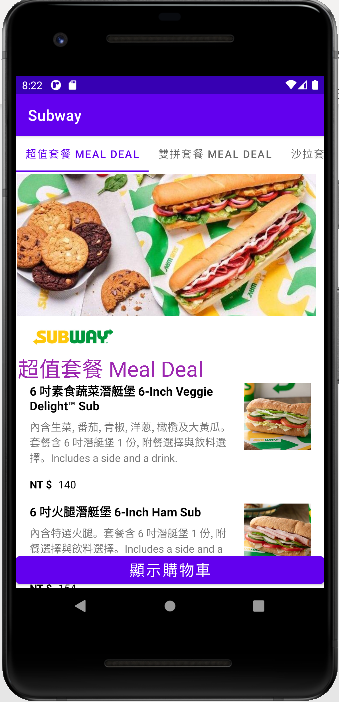 8:22
Subway
超值套餐 MEAL DEAL
雙拼套餐 MEAL DEAL
沙拉套
SUBWAY
超值套餐 Meal Deal
6 吋素食蔬菜潛艇堡 6-Inch Veggie
Delight™ Sub
內含生菜, 番茄, 青椒, 洋蔥, 橄欖及大黃瓜。
套餐含 6 吋潛艇堡 1 份, 附餐選擇與飲料選
擇。Includes a side and a drink.
NT $ 140
6 吋火腿潛艇堡 6-Inch Ham Sub
內含特選火腿。套餐含 6 吋潛艇堡 1 份, 附
餐選擇與飲料選擇。Includes a side and a
顯示購物車